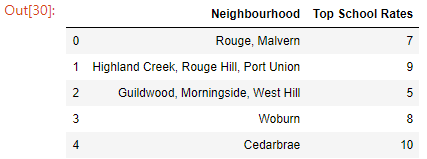 Out[30]:
Neighbourhood Top School Rates
0 Rouge, Malvern 7
1 Highland Creek, Rouge Hill, Port Union 9
2 Guildwood, Morningside, West Hill 5
3 Woburn 8
4 Cedarbrae 10